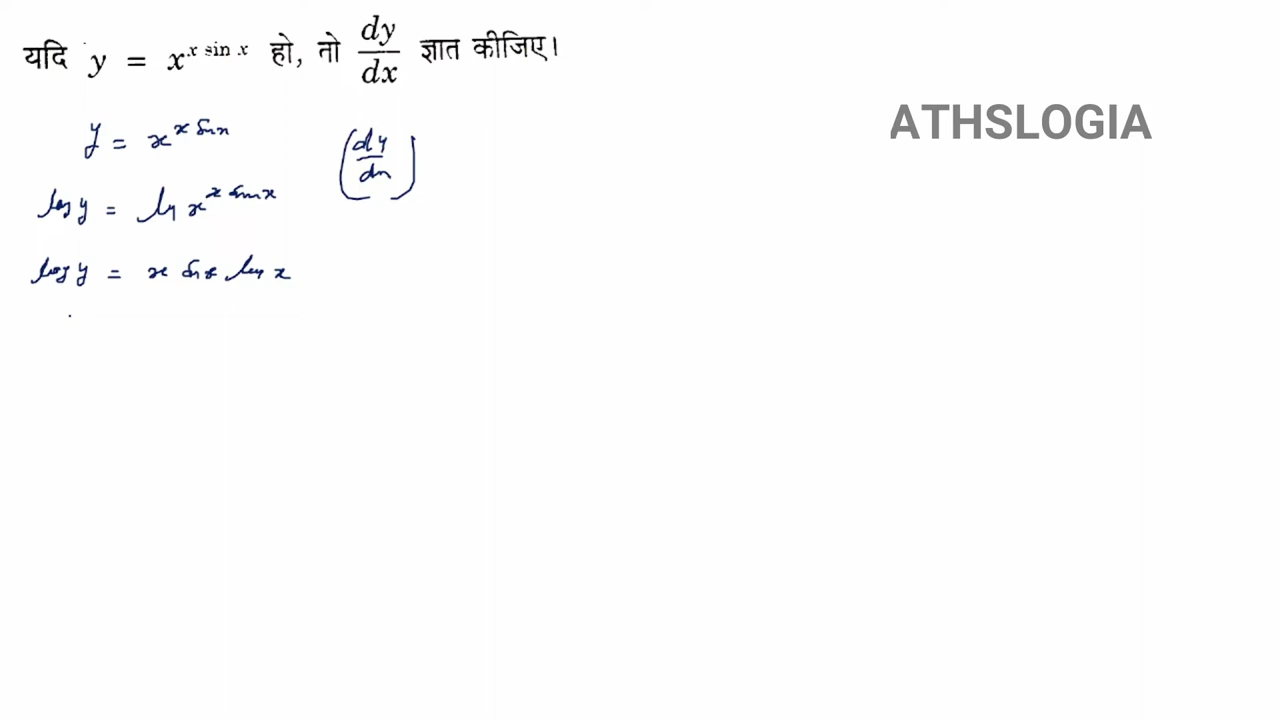 यदि y = x^{x sin x} हो, तो dy/dx ज्ञात कीजिए।
ATHSLOGIA
y = x^{x sin x}
(dy/dx)
log y = log x^{x sin x}
log y = x sin x log x